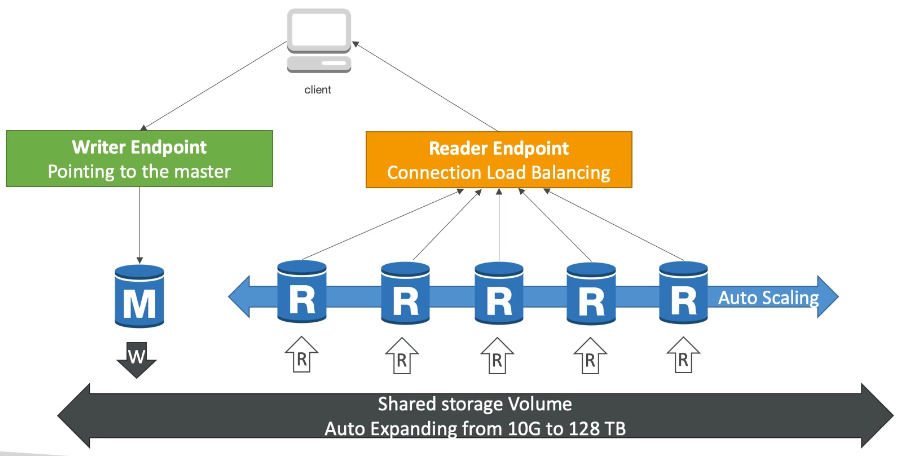 client
Writer Endpoint
Pointing to the master
Reader Endpoint
Connection Load Balancing
M
R
R
R
R
R
Auto Scaling
W
R
R
R
R
R
Shared storage Volume
Auto Expanding from 10G to 128 TB